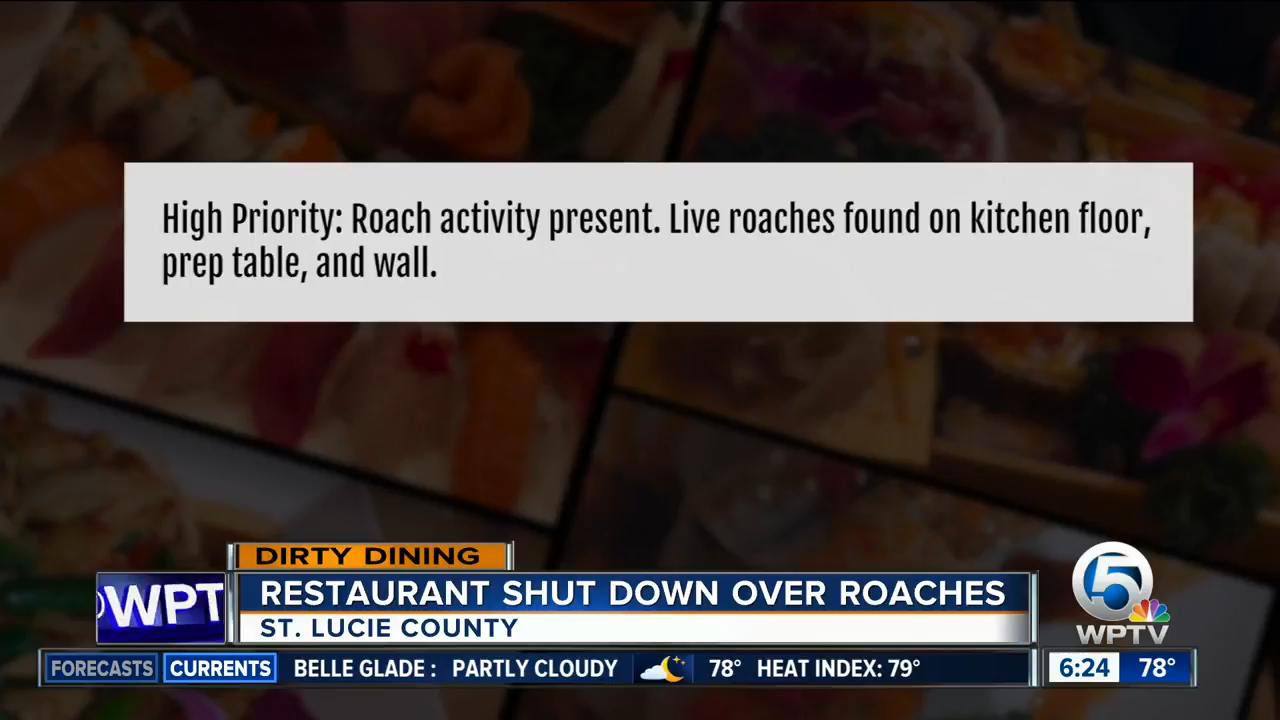 High Priority: Roach activity present. Live roaches found on kitchen floor,
prep table, and wall.
DIRTY DINING
WPT
RESTAURANT SHUT DOWN OVER ROACHES
ST. LUCIE COUNTY
5
WPTV
FORECASTS CURRENTS BELLE GLADE : PARTLY CLOUDY 78° HEAT INDEX: 79° 6:24 78°